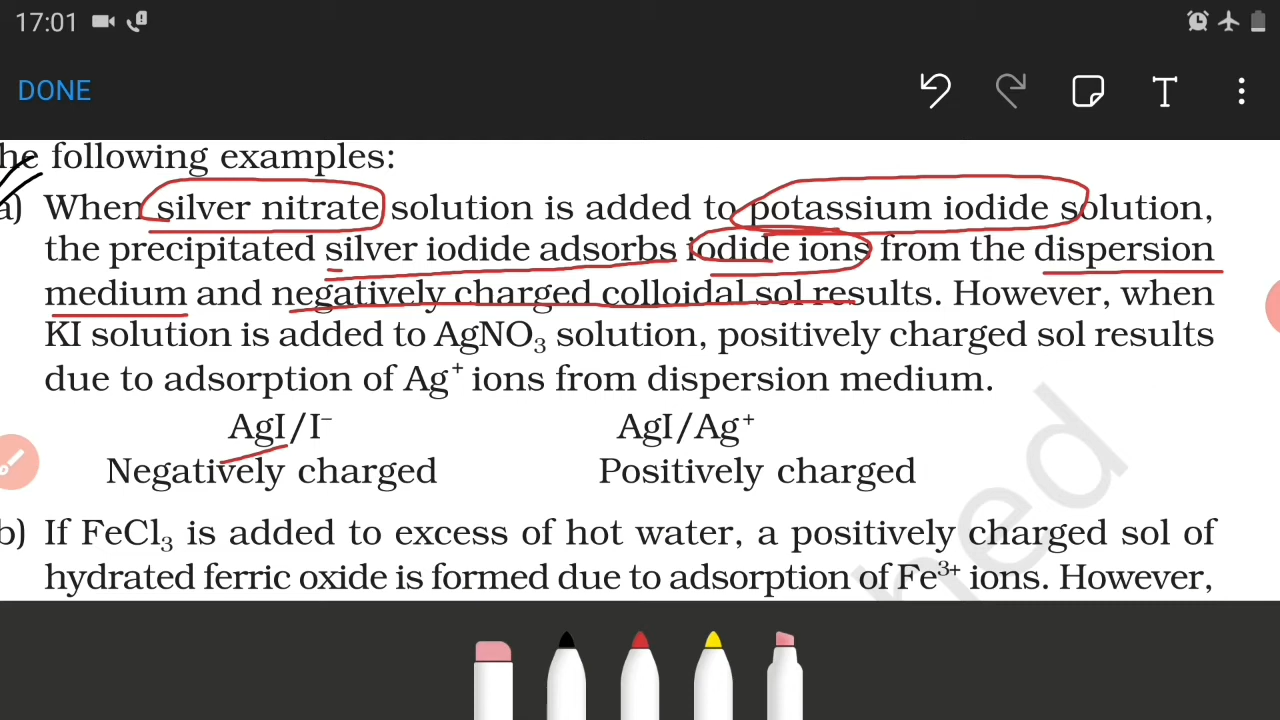 17:01
DONE
T
he following examples:
a) When silver nitrate solution is added to potassium iodide solution,
the precipitated silver iodide adsorbs iodide ions from the dispersion
medium and negatively charged colloidal sol results. However, when
KI solution is added to AgNO₃ solution, positively charged sol results
due to adsorption of Ag⁺ ions from dispersion medium.
AgI/I⁻ AgI/Ag⁺
Negatively charged Positively charged
b) If FeCl₃ is added to excess of hot water, a positively charged sol of
hydrated ferric oxide is formed due to adsorption of Fe³⁺ ions. However,